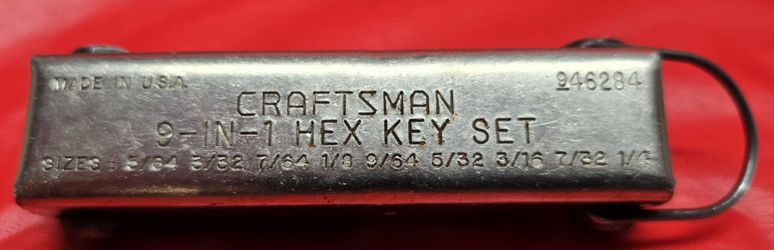 MADE IN U.S.A. 946284
CRAFTSMAN
9-IN-1 HEX KEY SET
SIZES: 5/64 3/32 7/64 1/8 9/64 5/32 3/16 7/32 1/4